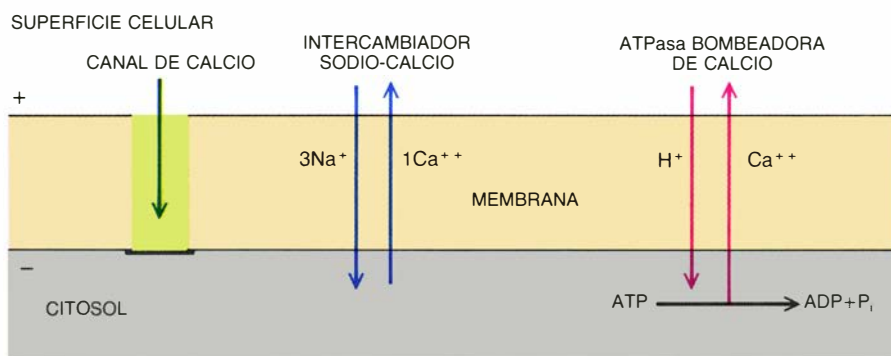 SUPERFICIE CELULAR
CANAL DE CALCIO
INTERCAMBIADOR
SODIO-CALCIO
ATPasa BOMBEADORA
DE CALCIO
+
3Na⁺
1Ca⁺⁺
H⁺
Ca⁺⁺
MEMBRANA
−
CITOSOL
ATP
ADP+Pᵢ